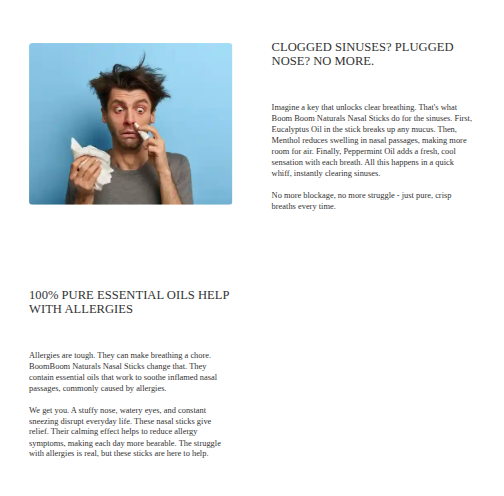 CLOGGED SINUSES? PLUGGED
NOSE? NO MORE.
Imagine a key that unlocks clear breathing. That's what
Boom Boom Naturals Nasal Sticks do for the sinuses. First,
Eucalyptus Oil in the stick breaks up any mucus. Then,
Menthol reduces swelling in nasal passages, making more
room for air. Finally, Peppermint Oil adds a fresh, cool
sensation with each breath. All this happens in a quick
whiff, instantly clearing sinuses.
No more blockage, no more struggle - just pure, crisp
breaths every time.
100% PURE ESSENTIAL OILS HELP
WITH ALLERGIES
Allergies are tough. They can make breathing a chore.
BoomBoom Naturals Nasal Sticks change that. They
contain essential oils that work to soothe inflamed nasal
passages, commonly caused by allergies.
We get you. A stuffy nose, watery eyes, and constant
sneezing disrupt everyday life. These nasal sticks give
relief. Their calming effect helps to reduce allergy
symptoms, making each day more bearable. The struggle
with allergies is real, but these sticks are here to help.